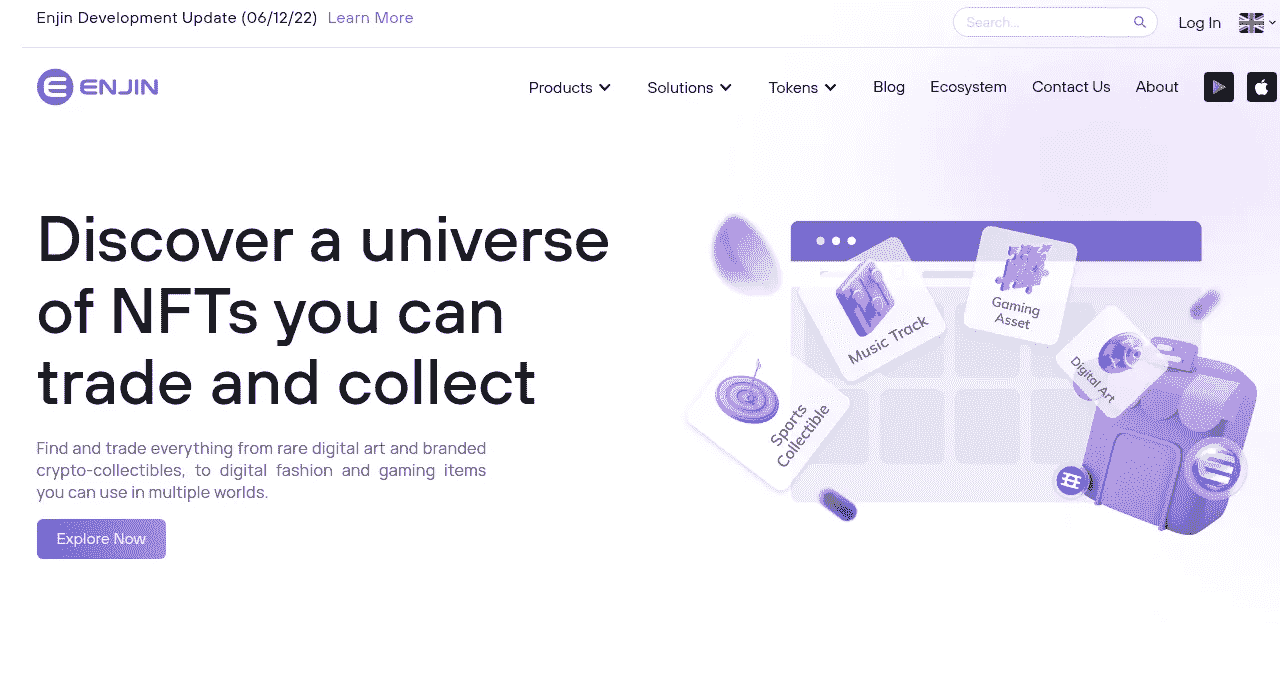 Enjin Development Update (06/12/22) Learn More
Search...
Log In
ENJIN
Products Solutions Tokens Blog Ecosystem Contact Us About
Discover a universe
of NFTs you can
trade and collect
Find and trade everything from rare digital art and branded
crypto-collectibles, to digital fashion and gaming items
you can use in multiple worlds.
Explore Now
Music Track
Gaming
Asset
Digital Art
Sports
Collectible